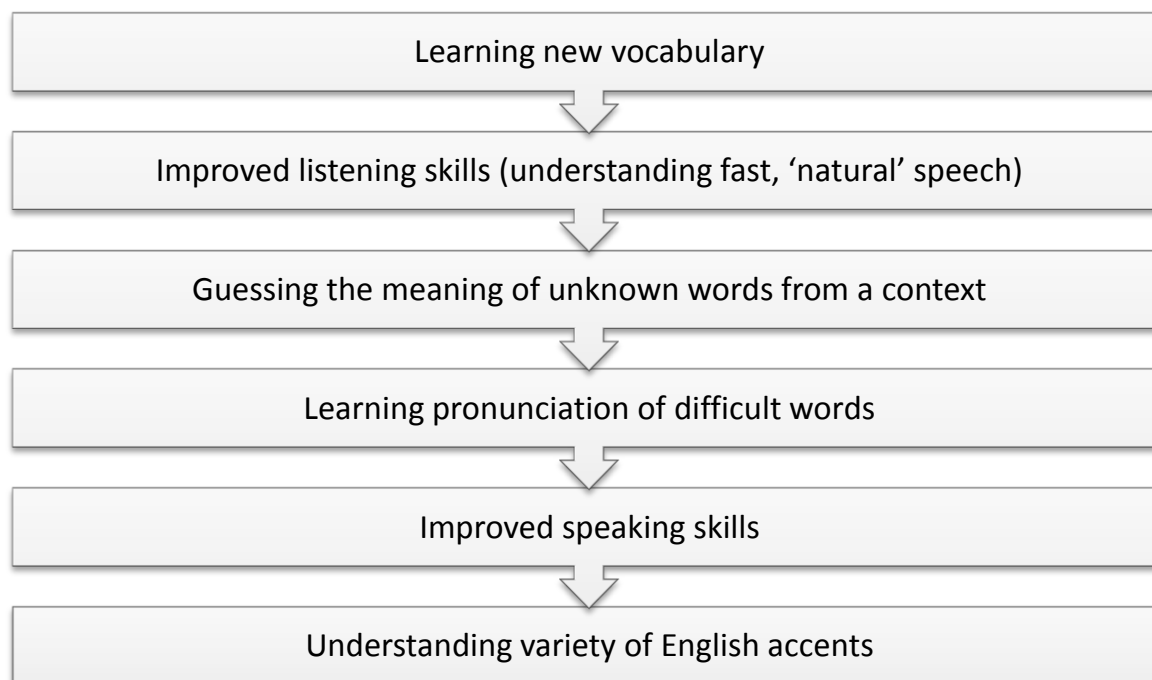 Learning new vocabulary
Improved listening skills (understanding fast, ‘natural’ speech)
Guessing the meaning of unknown words from a context
Learning pronunciation of difficult words
Improved speaking skills
Understanding variety of English accents